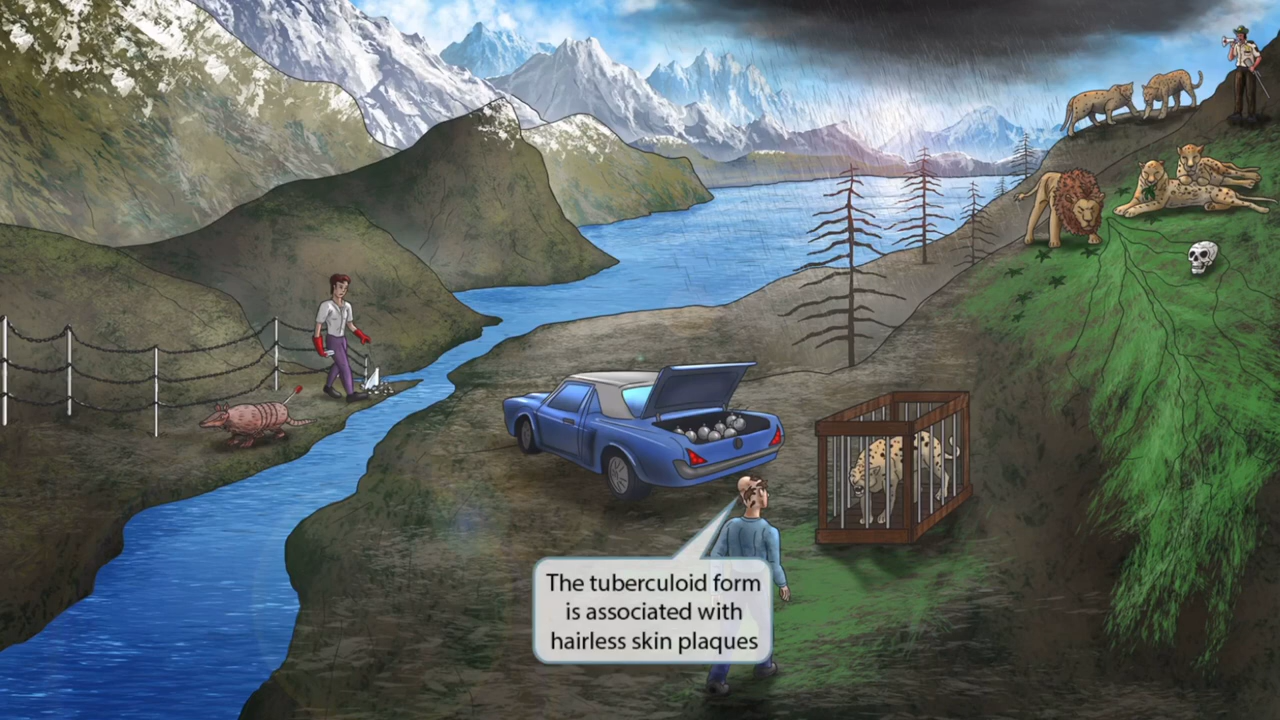 The tuberculoid form
is associated with
hairless skin plaques